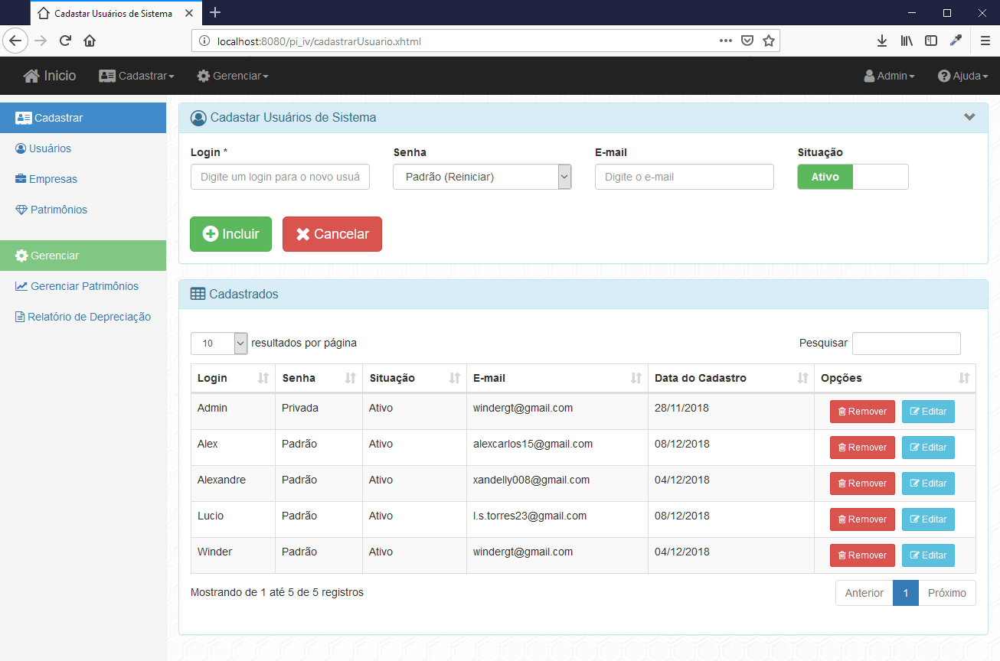 Cadastar Usuários de Sistema
localhost:8080/pi_iv/cadastrarUsuario.xhtml
Inicio Cadastrar Gerenciar Admin Ajuda
Cadastrar
Usuários
Empresas
Patrimônios
Gerenciar
Gerenciar Patrimônios
Relatório de Depreciação
Cadastar Usuários de Sistema
Login * Senha E-mail Situação
Digite um login para o novo usuá Padrão (Reiniciar) Digite o e-mail Ativo
Incluir Cancelar
Cadastrados
10 resultados por página Pesquisar
Login Senha Situação E-mail Data do Cadastro Opções
Admin Privada Ativo windergt@gmail.com 28/11/2018 Remover Editar
Alex Padrão Ativo alexcarlos15@gmail.com 08/12/2018 Remover Editar
Alexandre Padrão Ativo xandelly008@gmail.com 04/12/2018 Remover Editar
Lucio Padrão Ativo l.s.torres23@gmail.com 08/12/2018 Remover Editar
Winder Padrão Ativo windergt@gmail.com 04/12/2018 Remover Editar
Mostrando de 1 até 5 de 5 registros Anterior 1 Próximo